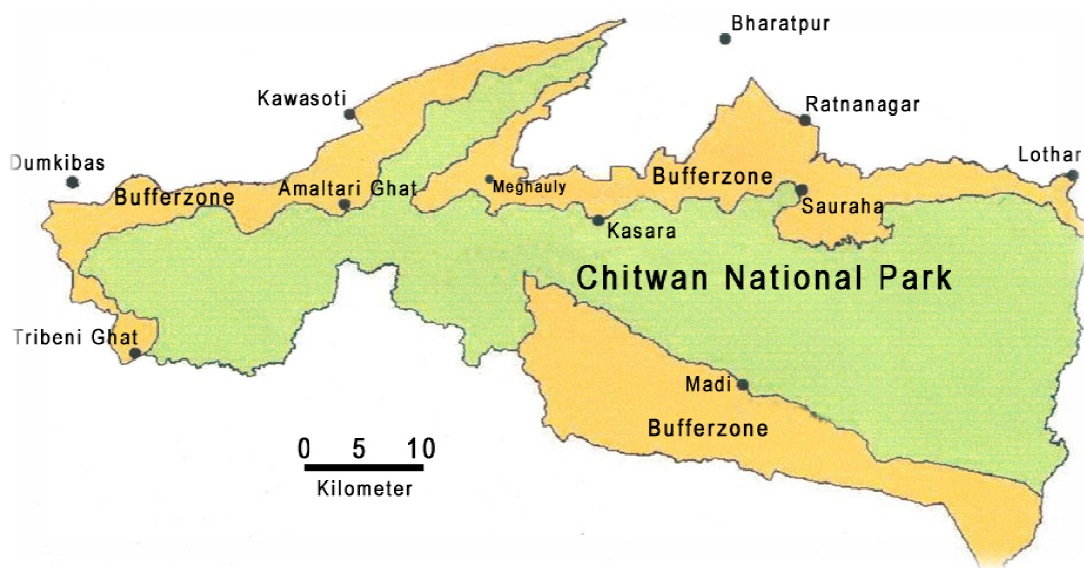 Bharatpur
Kawasoti
Ratnanagar
Dumkibas
Lothar
Bufferzone
Amaltari Ghat
Meghauly
Bufferzone
Sauraha
Kasara
Chitwan National Park
Tribeni Ghat
Madi
Bufferzone
0 5 10
Kilometer